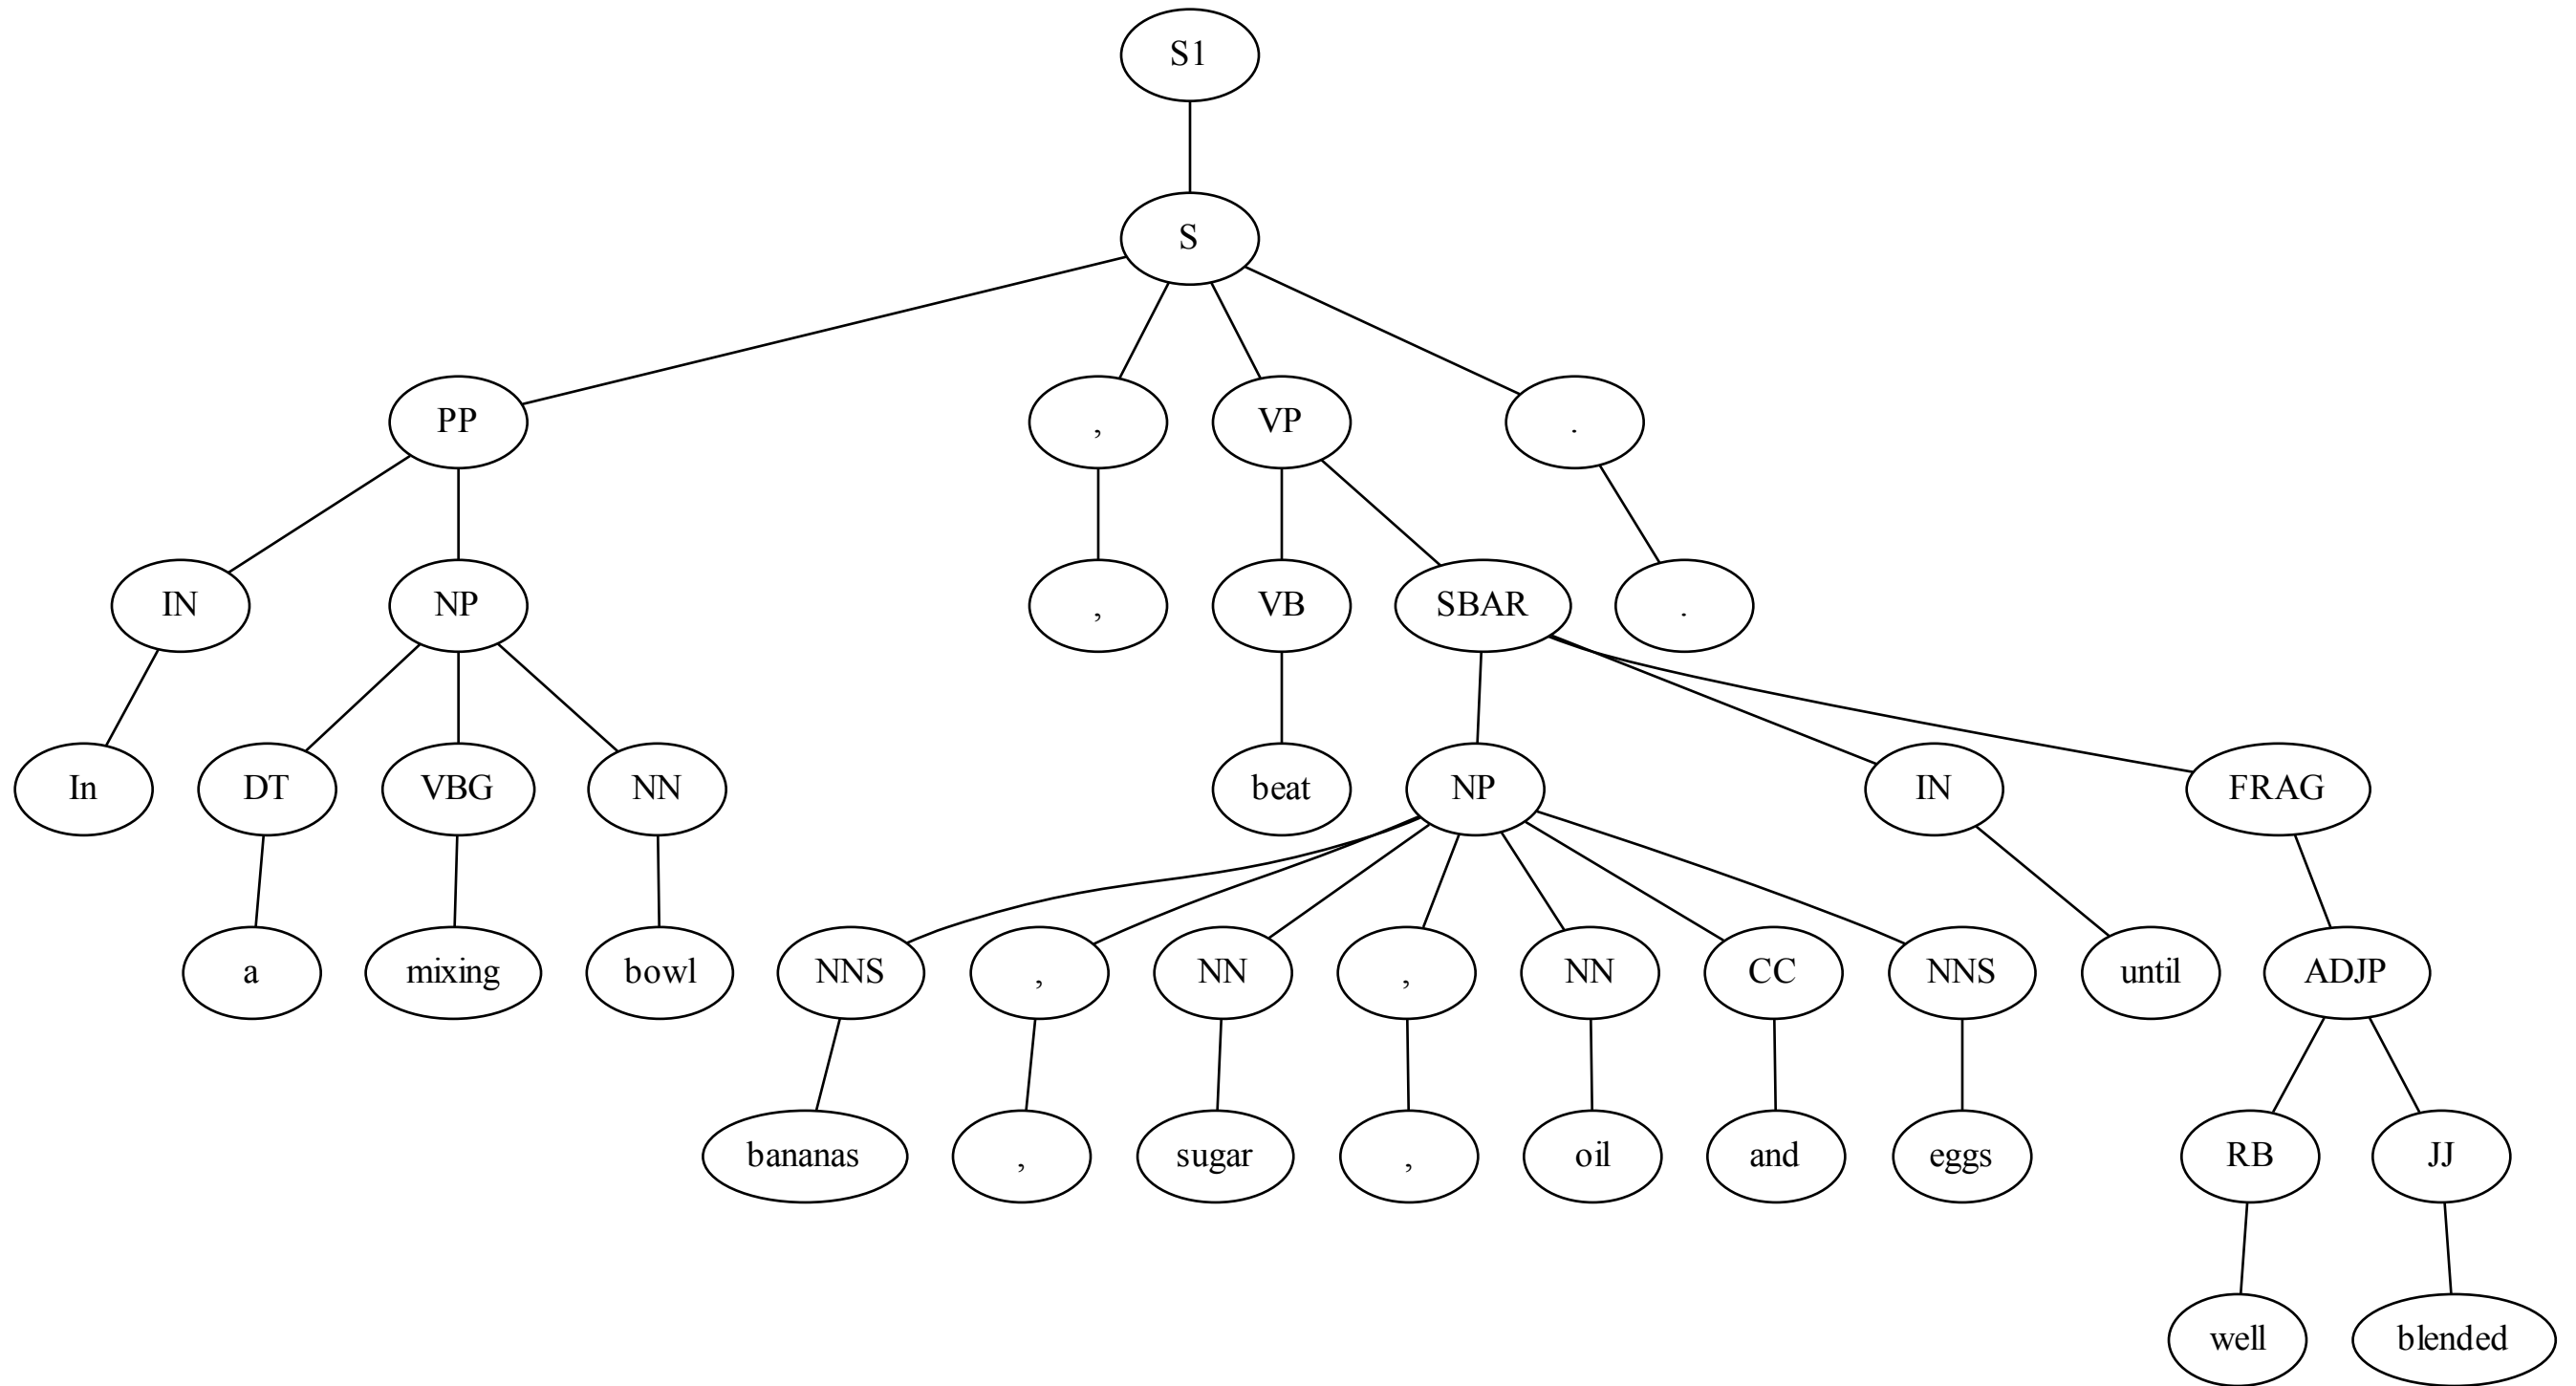 S1
S
PP , VP .
IN NP , VB SBAR .
In DT VBG NN beat NP IN FRAG
a mixing bowl NNS , NN , NN CC NNS until ADJP
bananas , sugar , oil and eggs RB JJ
well blended